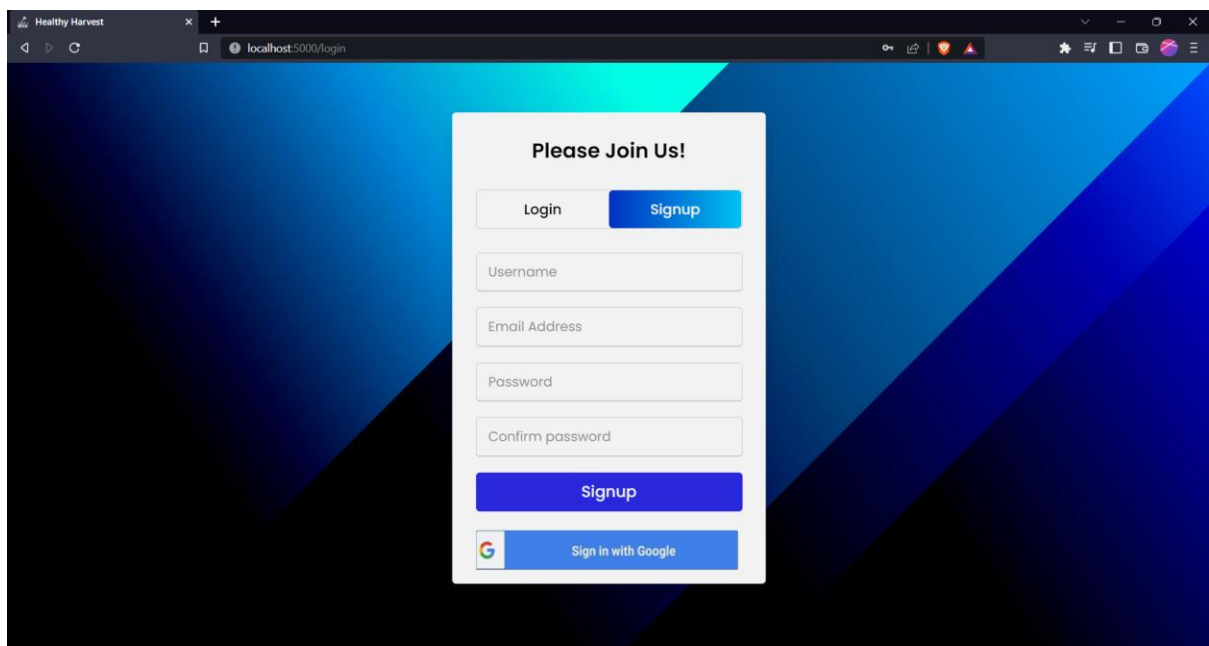 Healthy Harvest
localhost:5000/login
Please Join Us!
Login Signup
Username
Email Address
Password
Confirm password
Signup
G Sign in with Google